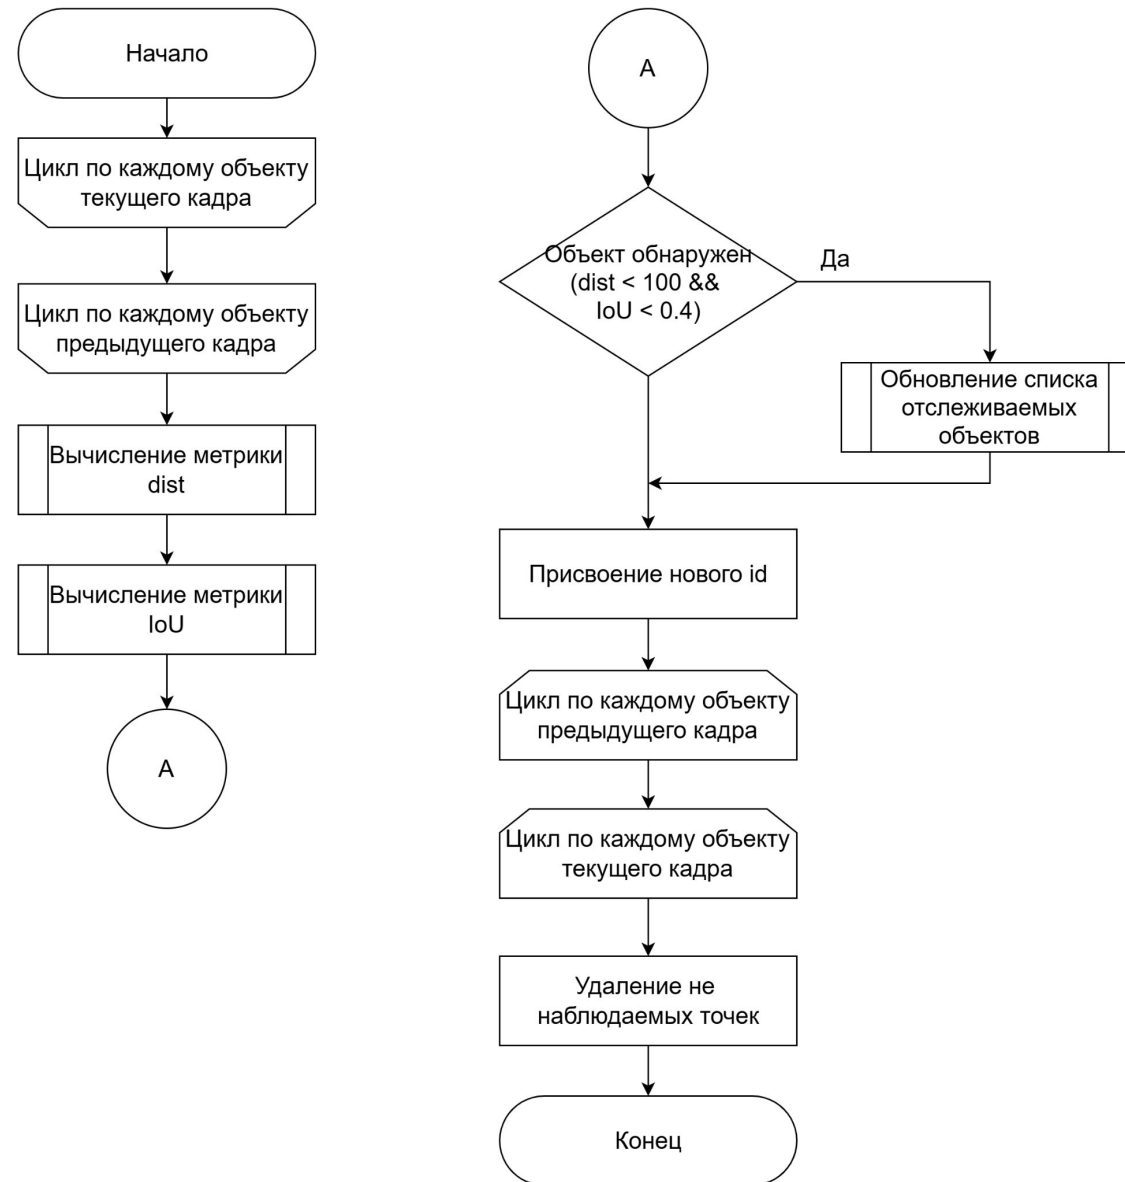 Начало
Цикл по каждому объекту
текущего кадра
Цикл по каждому объекту
предыдущего кадра
Вычисление метрики
dist
Вычисление метрики
IoU
А
А
Объект обнаружен
(dist < 100 &&
IoU < 0.4)
Да
Обновление списка
отслеживаемых
объектов
Присвоение нового id
Цикл по каждому объекту
предыдущего кадра
Цикл по каждому объекту
текущего кадра
Удаление не
наблюдаемых точек
Конец